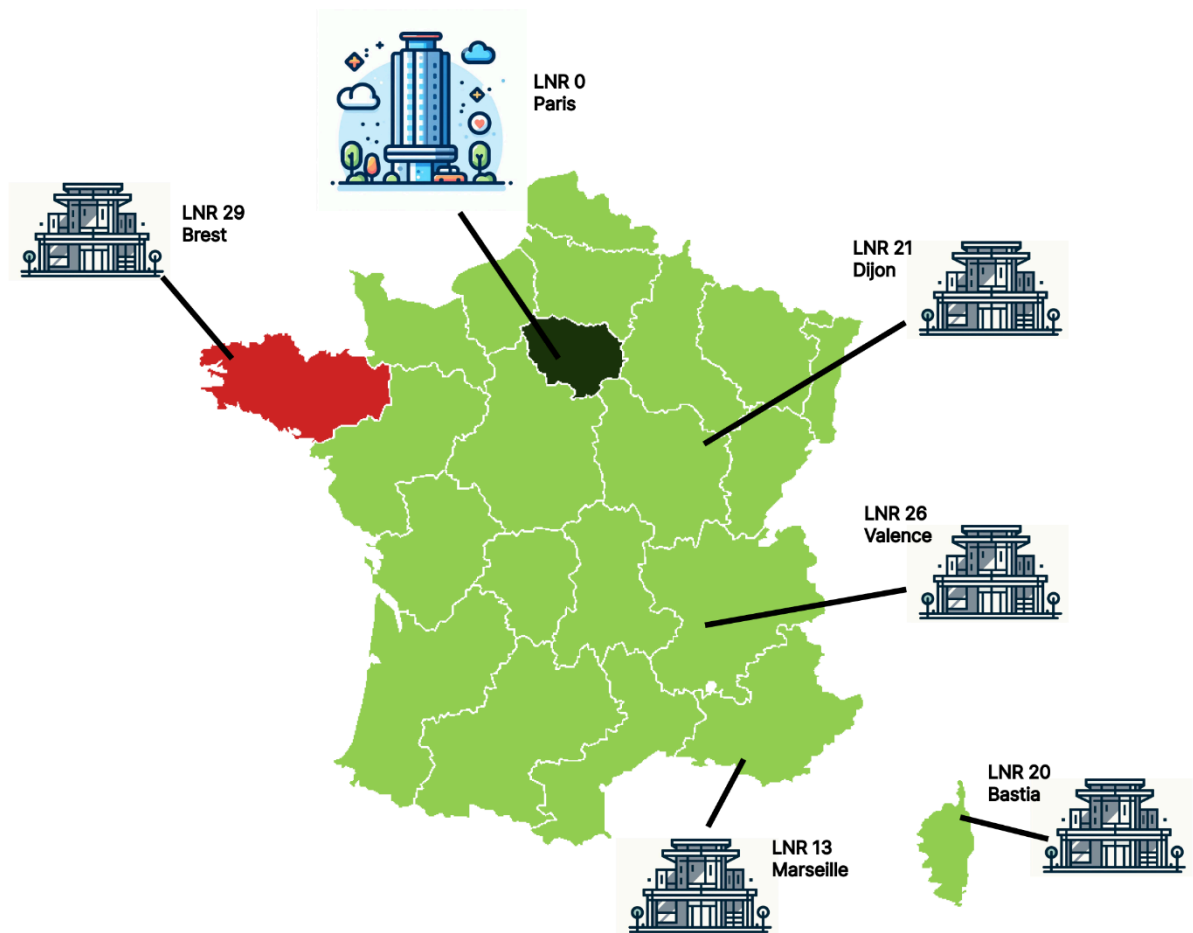 LNR 0
Paris
LNR 29
Brest
LNR 21
Dijon
LNR 26
Valence
LNR 20
Bastia
LNR 13
Marseille